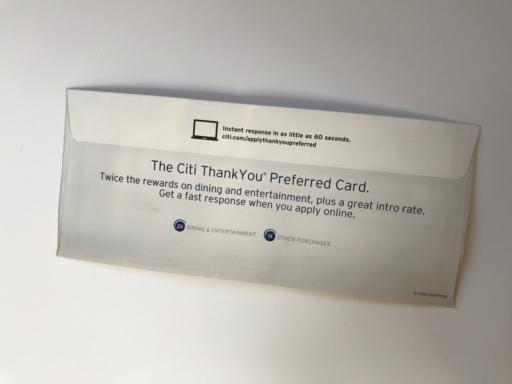 Instant response in as little as 60 seconds.
citi.com/applythankyoupreferred
The Citi ThankYou® Preferred Card.
Twice the rewards on dining and entertainment, plus a great intro rate.
Get a fast response when you apply online.
2X DINING & ENTERTAINMENT 1X OTHER PURCHASES